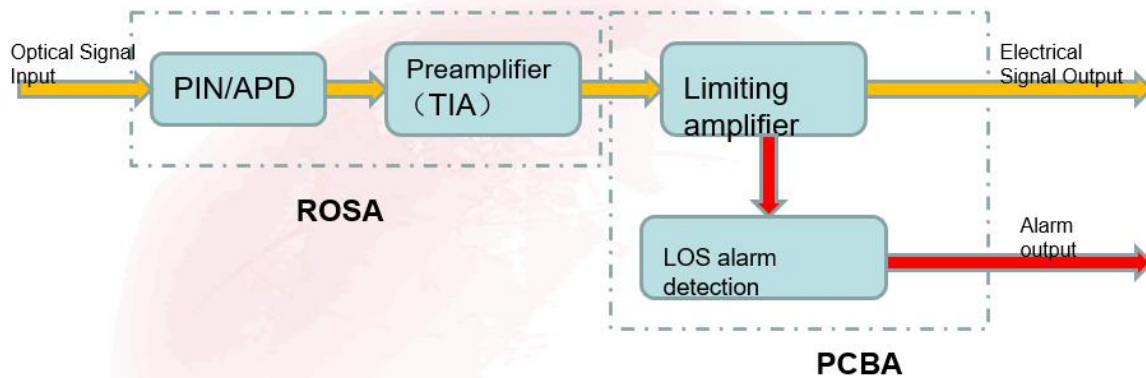 Optical Signal
Input
PIN/APD
Preamplifier
（TIA）
Limiting
amplifier
Electrical
Signal Output
ROSA
LOS alarm
detection
Alarm
output
PCBA